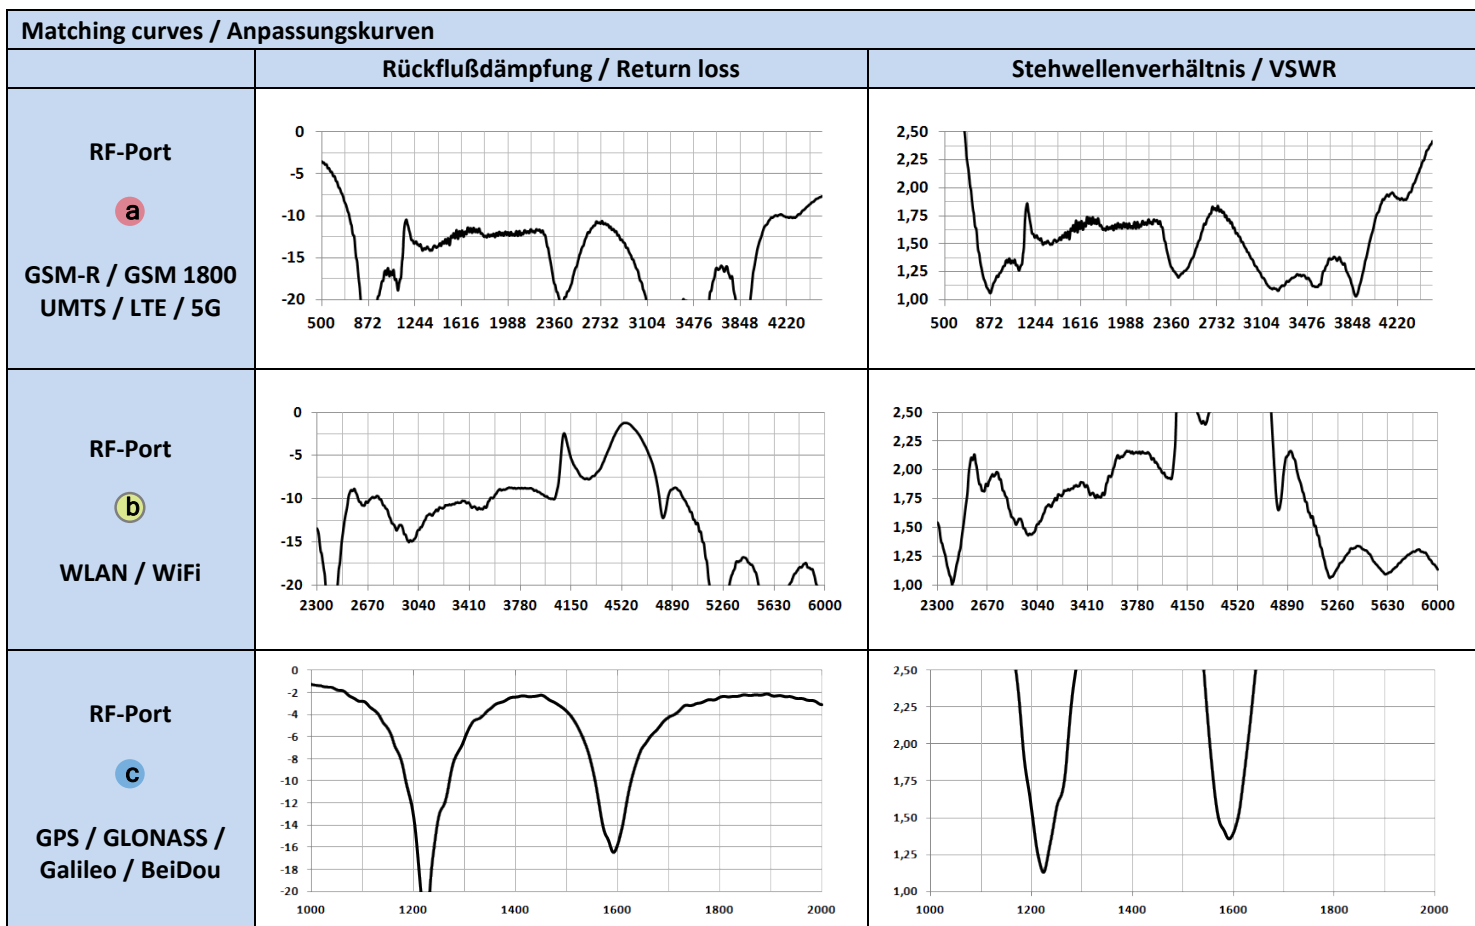 Matching curves / Anpassungskurven
Rückflußdämpfung / Return loss
Stehwellenverhältnis / VSWR
RF-Port
a
GSM-R / GSM 1800
UMTS / LTE / 5G
0
-5
-10
-15
-20
500 872 1244 1616 1988 2360 2732 3104 3476 3848 4220
2,50
2,25
2,00
1,75
1,50
1,25
1,00
500 872 1244 1616 1988 2360 2732 3104 3476 3848 4220
RF-Port
b
WLAN / WiFi
0
-5
-10
-15
-20
2300 2670 3040 3410 3780 4150 4520 4890 5260 5630 6000
2,50
2,25
2,00
1,75
1,50
1,25
1,00
2300 2670 3040 3410 3780 4150 4520 4890 5260 5630 6000
RF-Port
c
GPS / GLONASS /
Galileo / BeiDou
0
-2
-4
-6
-8
-10
-12
-14
-16
-18
-20
1000 1200 1400 1600 1800 2000
2,50
2,25
2,00
1,75
1,50
1,25
1,00
1000 1200 1400 1600 1800 2000